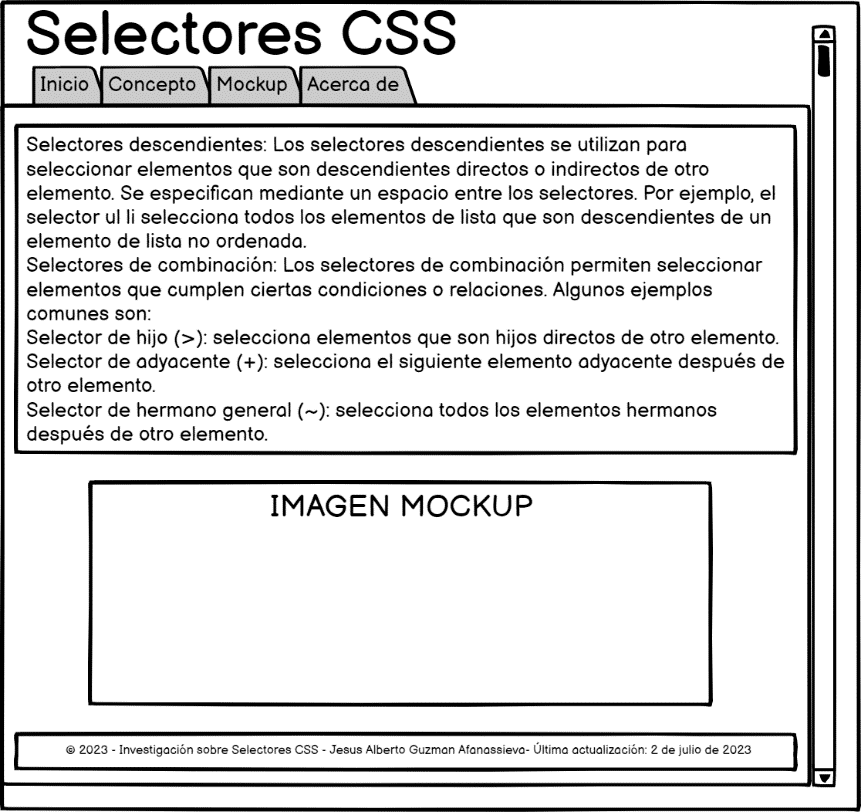 Selectores CSS
Inicio
Concepto
Mockup
Acerca de
Selectores descendientes: Los selectores descendientes se utilizan para
seleccionar elementos que son descendientes directos o indirectos de otro
elemento. Se especifican mediante un espacio entre los selectores. Por ejemplo, el
selector ul li selecciona todos los elementos de lista que son descendientes de un
elemento de lista no ordenada.
Selectores de combinación: Los selectores de combinación permiten seleccionar
elementos que cumplen ciertas condiciones o relaciones. Algunos ejemplos
comunes son:
Selector de hijo (>): selecciona elementos que son hijos directos de otro elemento.
Selector de adyacente (+): selecciona el siguiente elemento adyacente después de
otro elemento.
Selector de hermano general (~): selecciona todos los elementos hermanos
después de otro elemento.
IMAGEN MOCKUP
© 2023 - Investigación sobre Selectores CSS - Jesus Alberto Guzman Afanassieva- Última actualización: 2 de julio de 2023